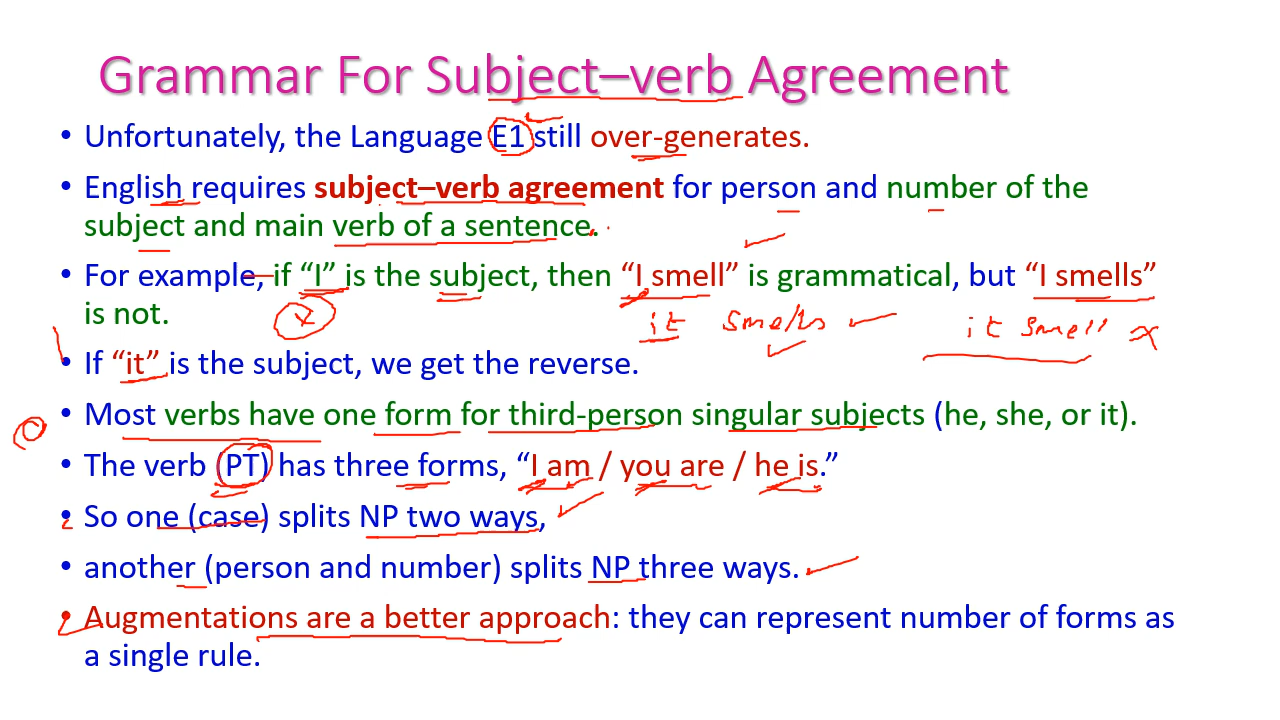 Grammar For Subject–verb Agreement
• Unfortunately, the Language E1 still over-generates.
• English requires subject–verb agreement for person and number of the
subject and main verb of a sentence.
• For example, if “I” is the subject, then “I smell” is grammatical, but “I smells”
is not.
it smells it smell x
• If “it” is the subject, we get the reverse.
• Most verbs have one form for third-person singular subjects (he, she, or it).
• The verb (PT) has three forms, “I am / you are / he is.”
• So one (case) splits NP two ways,
• another (person and number) splits NP three ways.
• Augmentations are a better approach: they can represent number of forms as
a single rule.